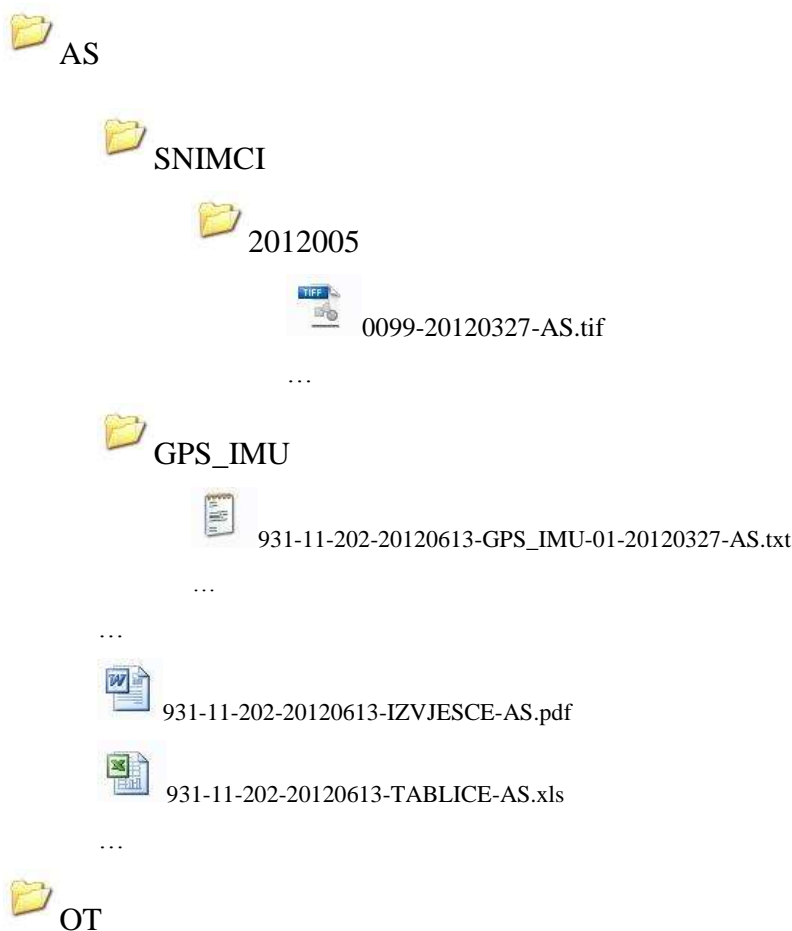 AS
SNIMCI
2012005
TIFF
0099-20120327-AS.tif
…
GPS_IMU
931-11-202-20120613-GPS_IMU-01-20120327-AS.txt
…
…
W
931-11-202-20120613-IZVJESCE-AS.pdf
X
931-11-202-20120613-TABLICE-AS.xls
…
OT